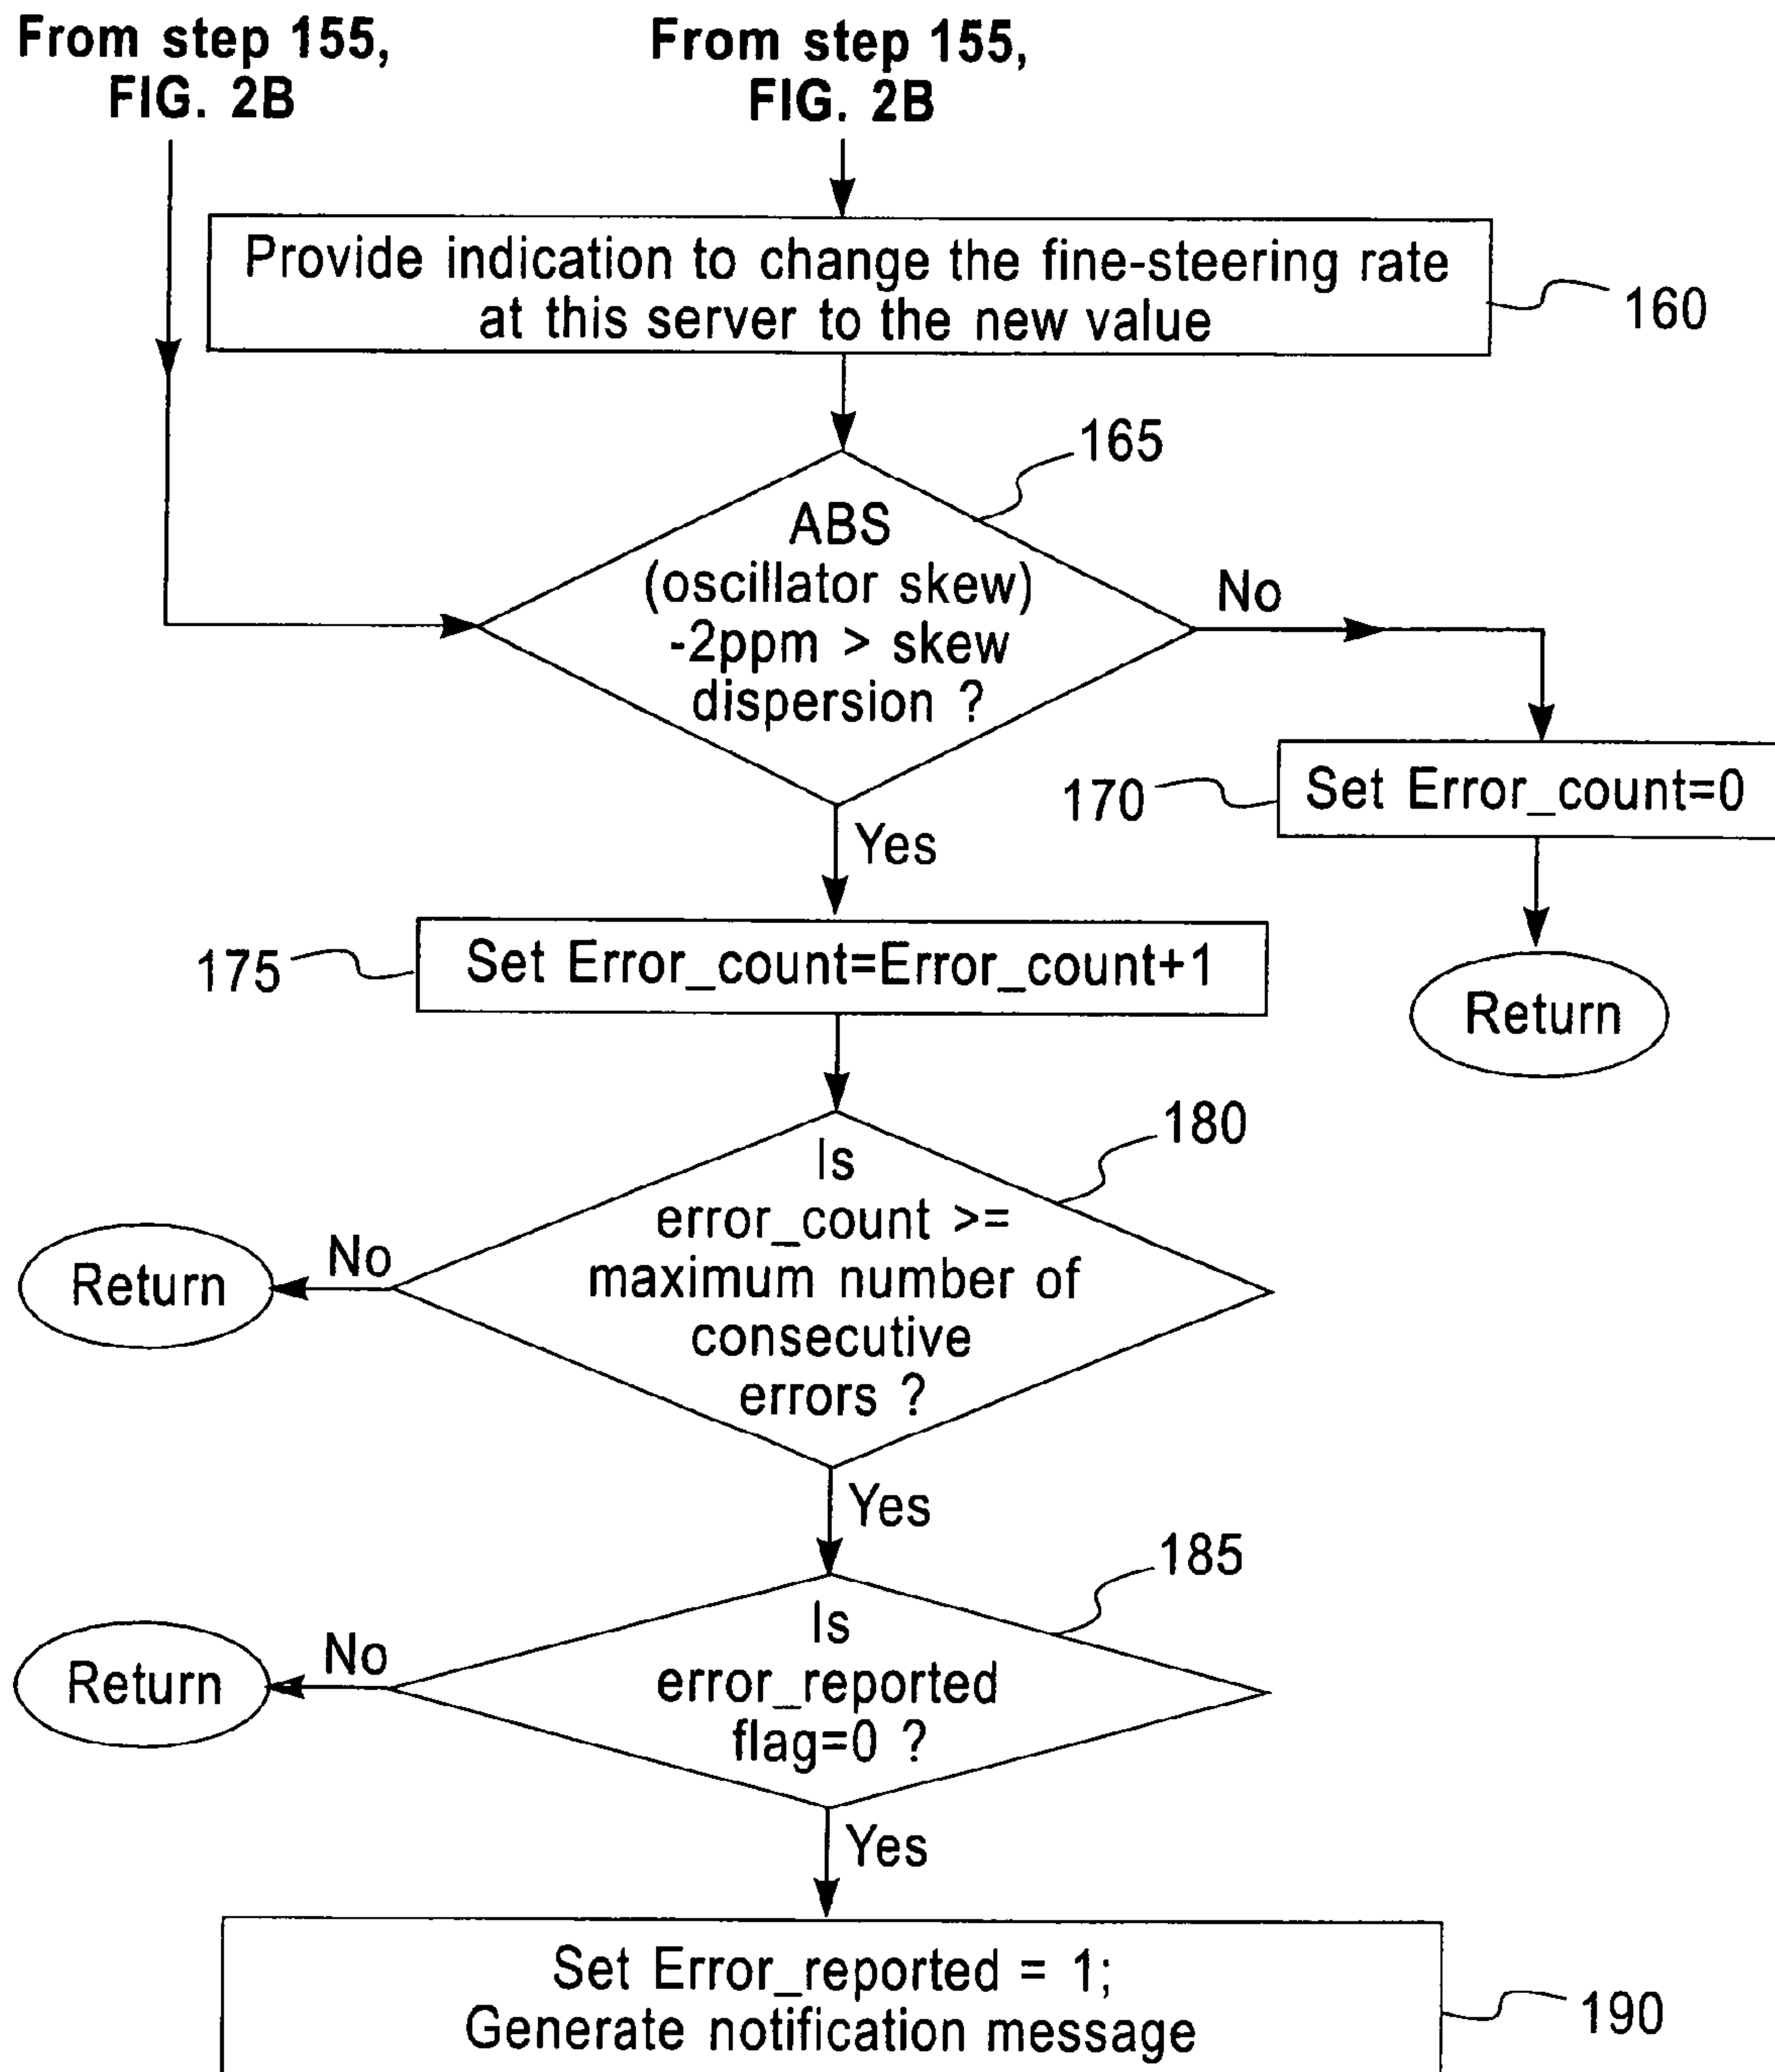 From step 155,
FIG. 2B
From step 155,
FIG. 2B
Provide indication to change the fine-steering rate
at this server to the new value
160
165
ABS
(oscillator skew)
-2ppm > skew
dispersion ?
No
170
Set Error_count=0
Yes
Return
175
Set Error_count=Error_count+1
180
Is
error_count >=
maximum number of
consecutive
errors ?
No
Return
Yes
185
Is
error_reported
flag=0 ?
No
Return
Yes
Set Error_reported = 1;
Generate notification message
190